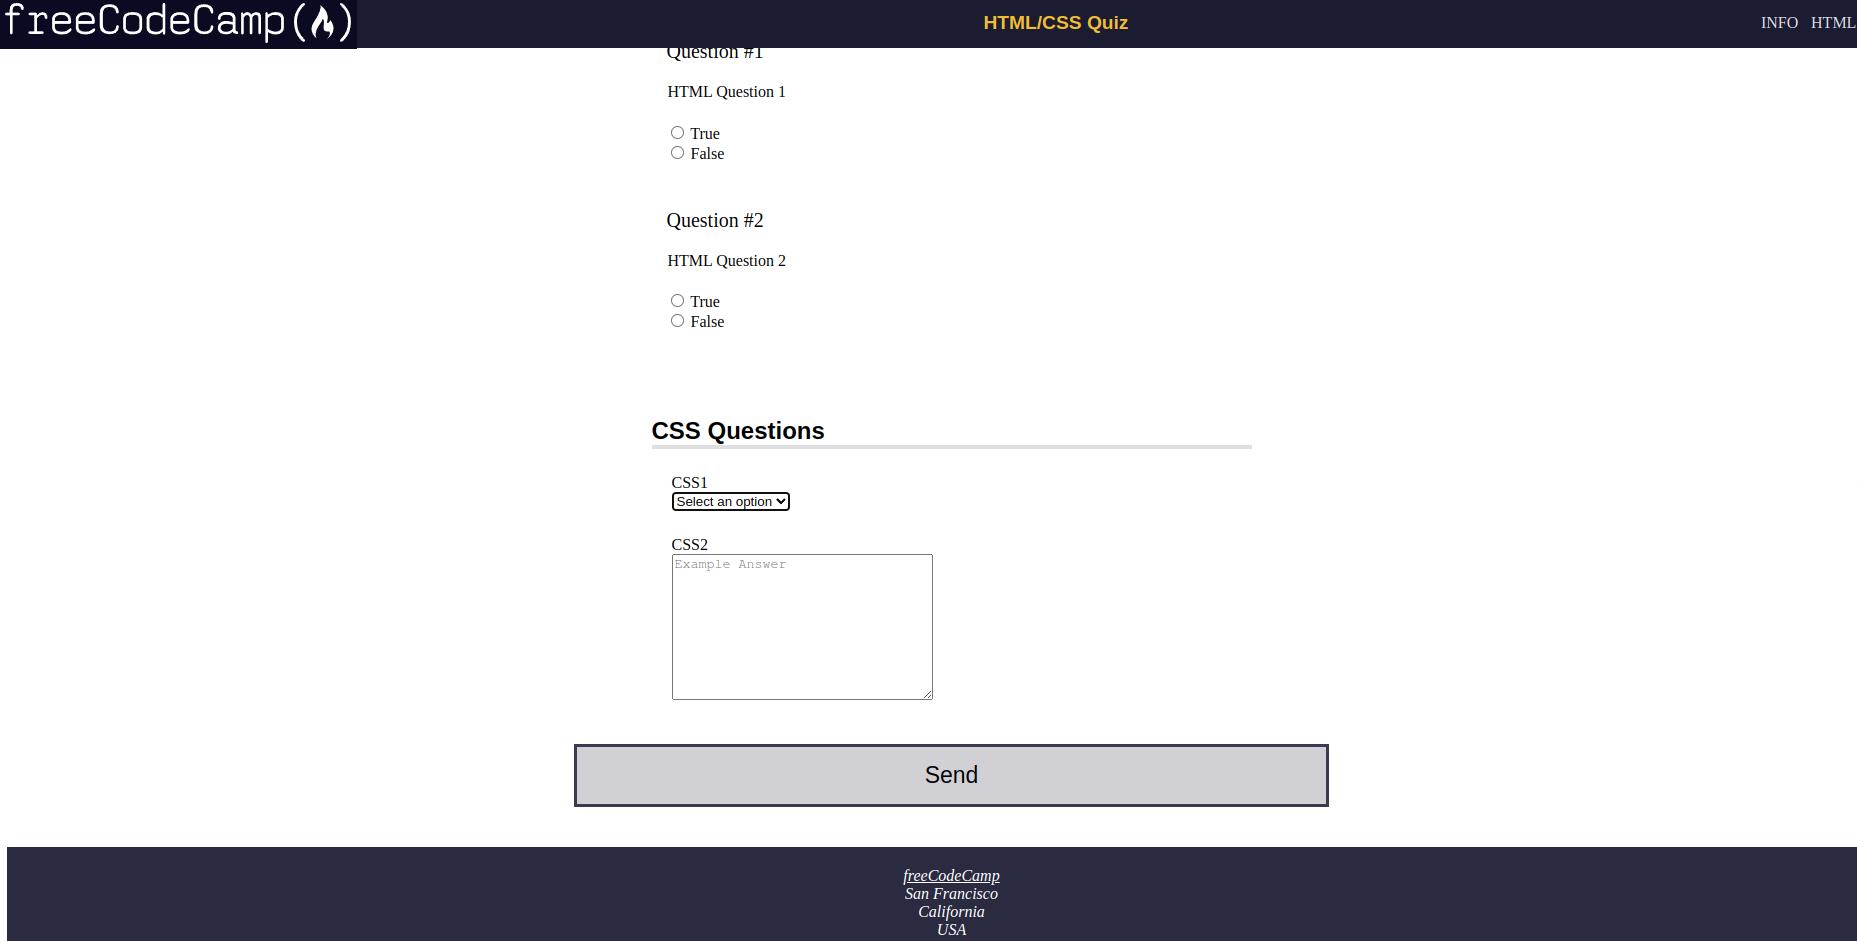 freeCodeCamp
HTML/CSS Quiz
INFO HTML
Question #1
HTML Question 1
True
False
Question #2
HTML Question 2
True
False
CSS Questions
CSS1
Select an option
CSS2
Example Answer
Send
freeCodeCamp
San Francisco
California
USA